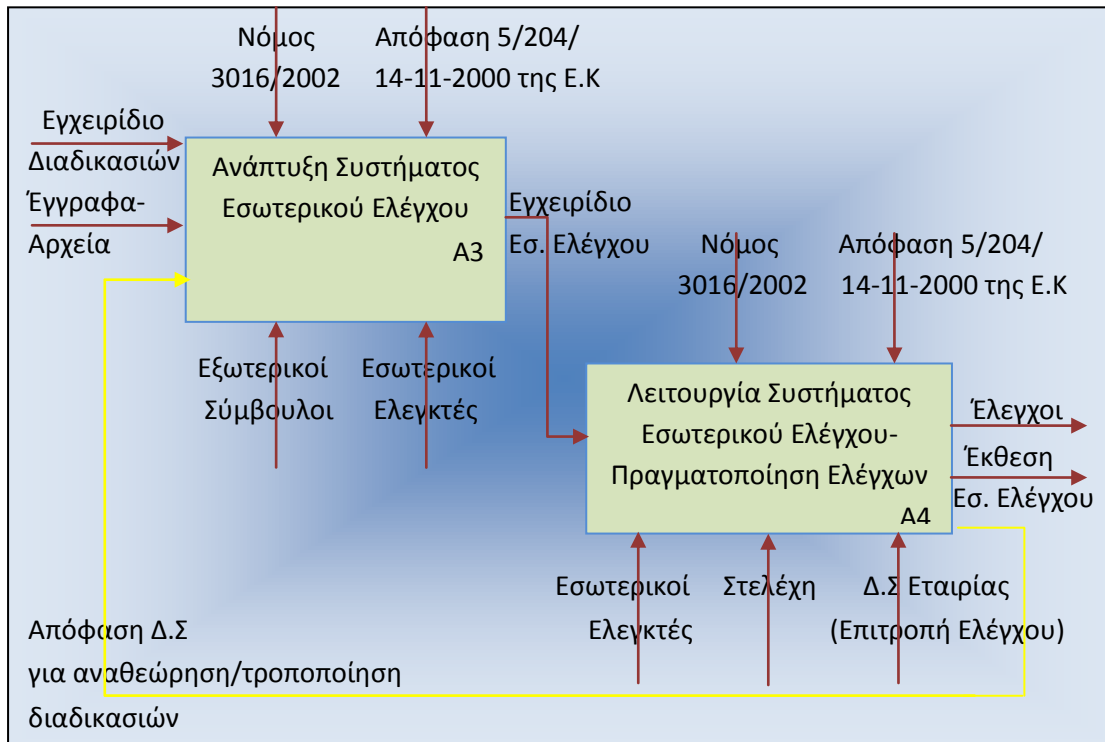 Νόμος
3016/2002
Απόφαση 5/204/
14-11-2000 της Ε.Κ
Εγχειρίδιο
Διαδικασιών
Έγγραφα-
Αρχεία
Ανάπτυξη Συστήματος
Εσωτερικού Ελέγχου
Α3
Εγχειρίδιο
Εσ. Ελέγχου
Νόμος
3016/2002
Απόφαση 5/204/
14-11-2000 της Ε.Κ
Εξωτερικοί
Σύμβουλοι
Εσωτερικοί
Ελεγκτές
Λειτουργία Συστήματος
Εσωτερικού Ελέγχου-
Πραγματοποίηση Ελέγχων
Α4
Έλεγχοι
Έκθεση
Εσ. Ελέγχου
Εσωτερικοί
Ελεγκτές
Στελέχη
Δ.Σ Εταιρίας
(Επιτροπή Ελέγχου)
Απόφαση Δ.Σ
για αναθεώρηση/τροποποίηση
διαδικασιών